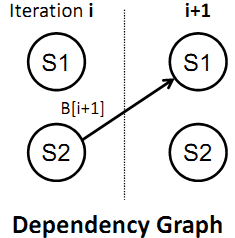 Iteration i
i+1
S1
S1
B[i+1]
S2
S2
Dependency Graph